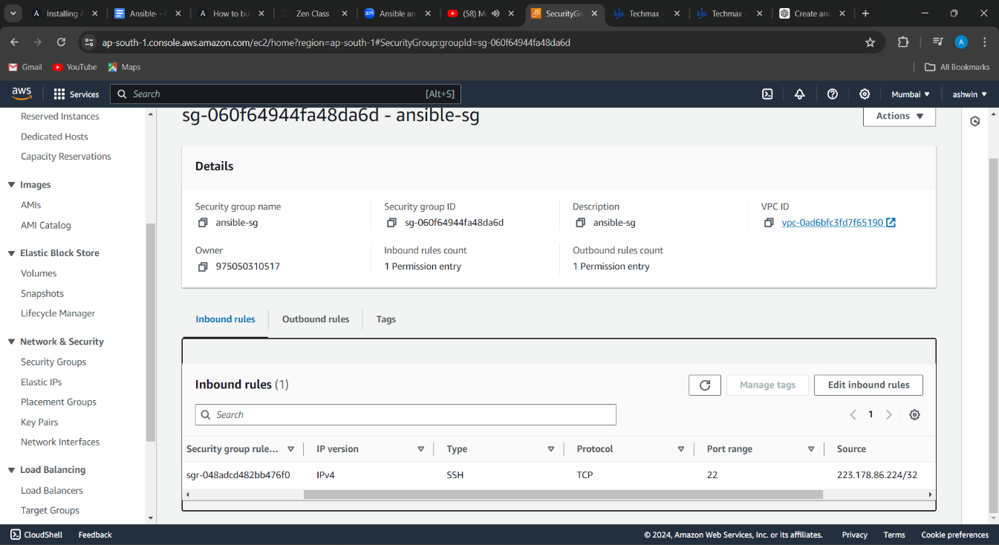 Installing A
Ansible- - G
How to bu
Zen Class
zm Ansible an
(58) M
SecurityGr
Techmax -
Techmax -
Create anc
ap-south-1.console.aws.amazon.com/ec2/home?region=ap-south-1#SecurityGroup:groupId=sg-060f64944fa48da6d
A
Gmail YouTube Maps All Bookmarks
aws Services Search [Alt+S] Mumbai ▼ ashwin ▼
Reserved Instances
Dedicated Hosts
Capacity Reservations
Images
AMIs
AMI Catalog
Elastic Block Store
Volumes
Snapshots
Lifecycle Manager
Network & Security
Security Groups
Elastic IPs
Placement Groups
Key Pairs
Network Interfaces
Load Balancing
Load Balancers
Target Groups
sg-060f64944fa48da6d - ansible-sg
Actions ▼
Details
Security group name
ansible-sg
Security group ID
sg-060f64944fa48da6d
Description
ansible-sg
VPC ID
vpc-0ad6bfc3fd7f65190
Owner
975050310517
Inbound rules count
1 Permission entry
Outbound rules count
1 Permission entry
Inbound rules Outbound rules Tags
Inbound rules (1)
Manage tags Edit inbound rules
Search
1
Security group rule... IP version Type Protocol Port range Source
sgr-048adcd482bb476f0 IPv4 SSH TCP 22 223.178.86.224/32
CloudShell Feedback © 2024, Amazon Web Services, Inc. or its affiliates. Privacy Terms Cookie preferences